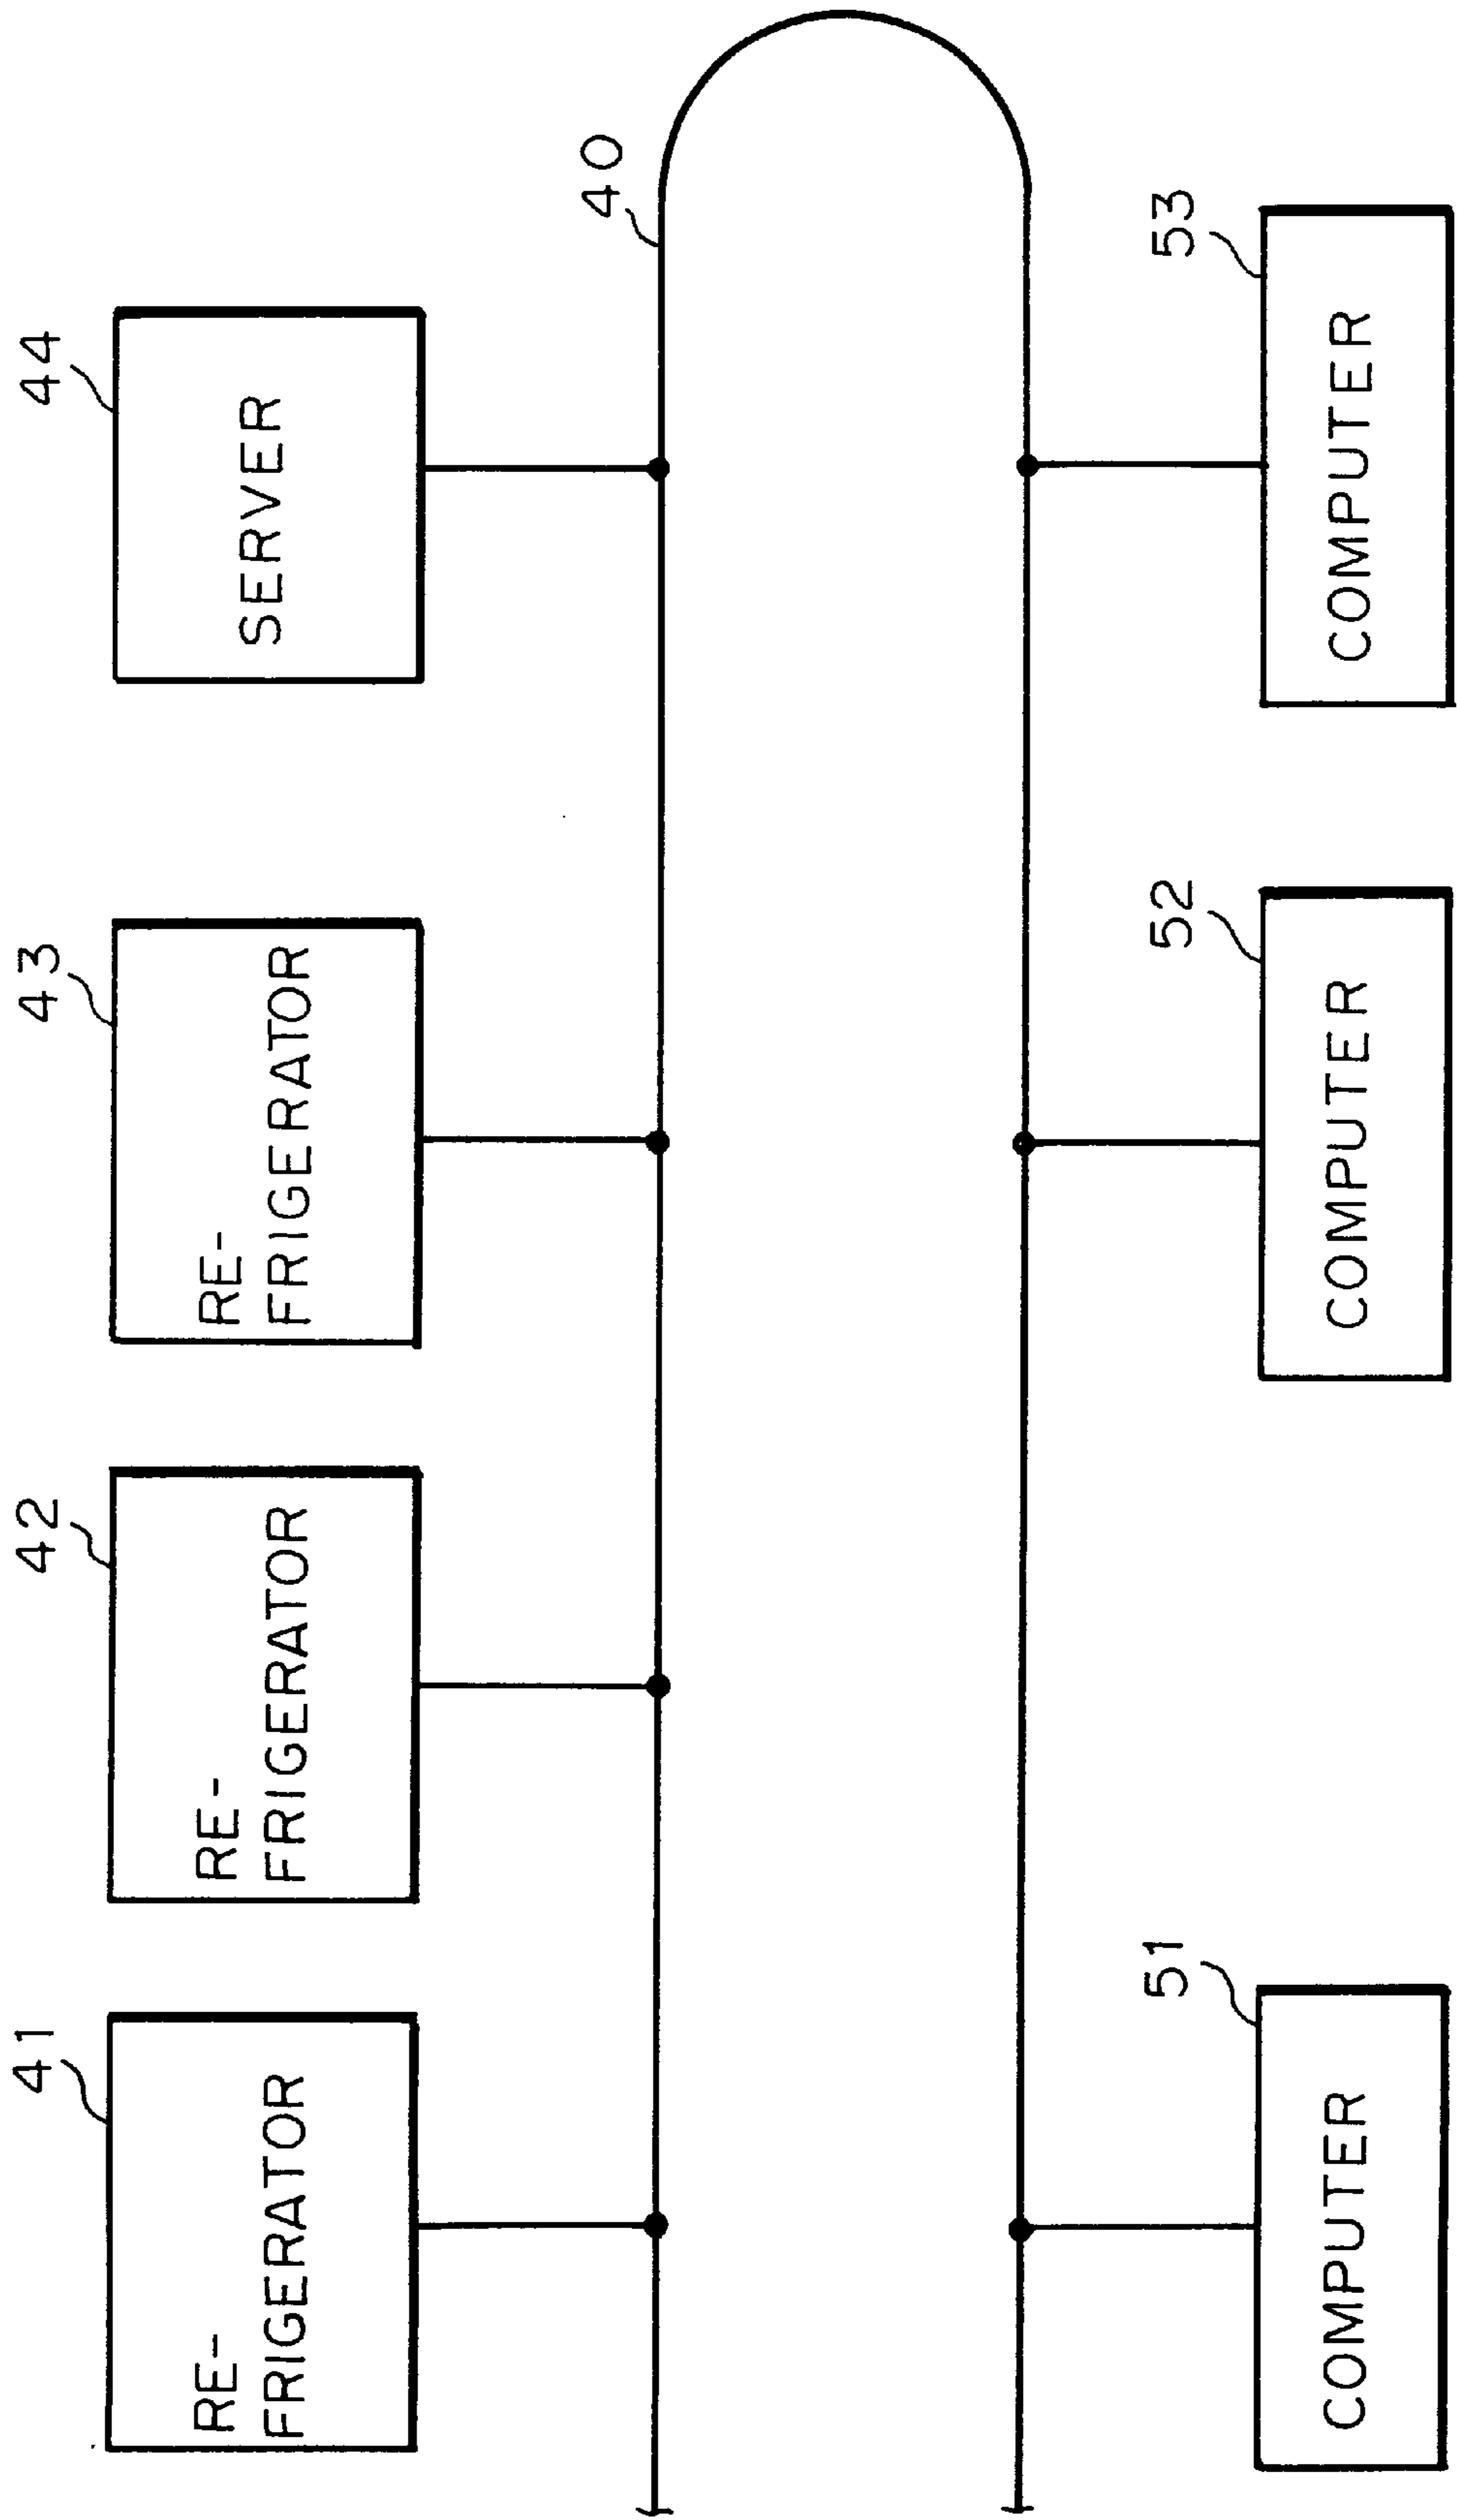 41
RE-
FRIGERATOR
42
RE-
FRIGERATOR
43
RE-
FRIGERATOR
44
SERVER
40
51
COMPUTER
52
COMPUTER
53
COMPUTER